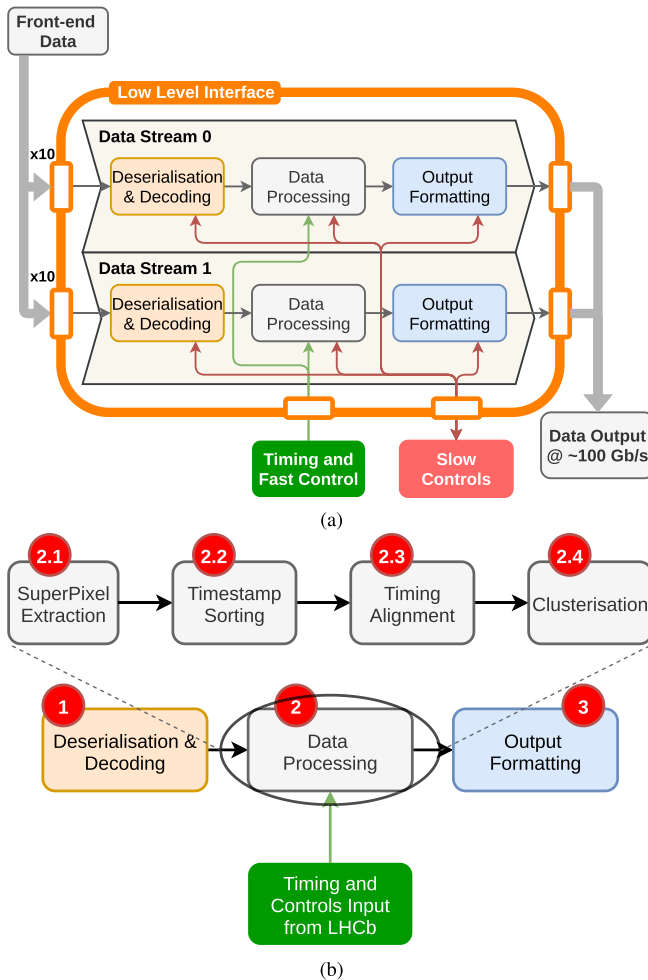 Front-end
Data
Low Level Interface
Data Stream 0
x10
Deserialisation
& Decoding
Data
Processing
Output
Formatting
Data Stream 1
x10
Deserialisation
& Decoding
Data
Processing
Output
Formatting
Timing and
Fast Control
Slow
Controls
Data Output
@ ~100 Gb/s
(a)
2.1
2.2
2.3
2.4
SuperPixel
Extraction
Timestamp
Sorting
Timing
Alignment
Clusterisation
1
2
3
Deserialisation &
Decoding
Data
Processing
Output
Formatting
Timing and
Controls Input
from LHCb
(b)